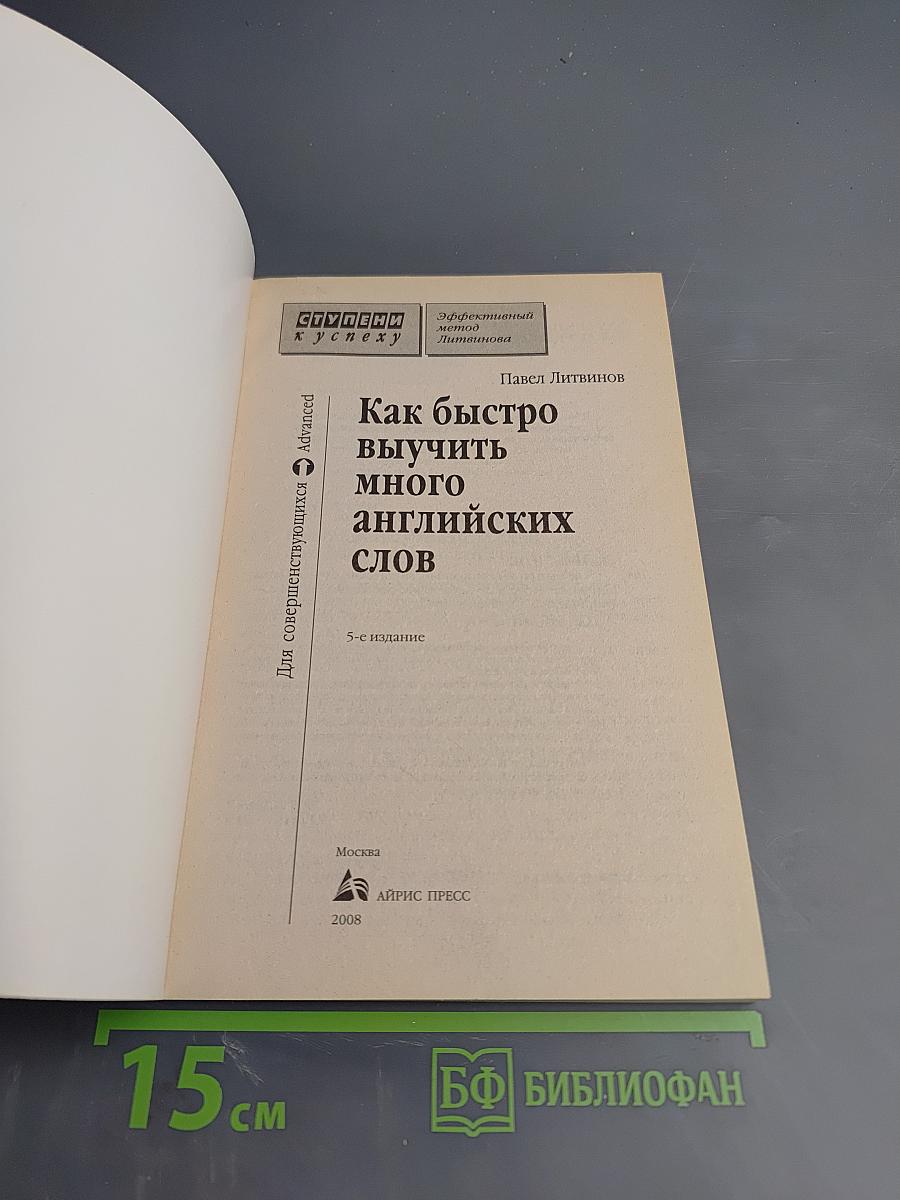 СТУПЕНИ
к успеху
Эффективный
метод
Литвинова
Павел Литвинов
Для совершенствующихся Advanced
Как быстро
выучить
много
английских
слов
5-е издание
Москва
АЙРИС ПРЕСС
2008
15 см
БФ БИБЛИОФАН